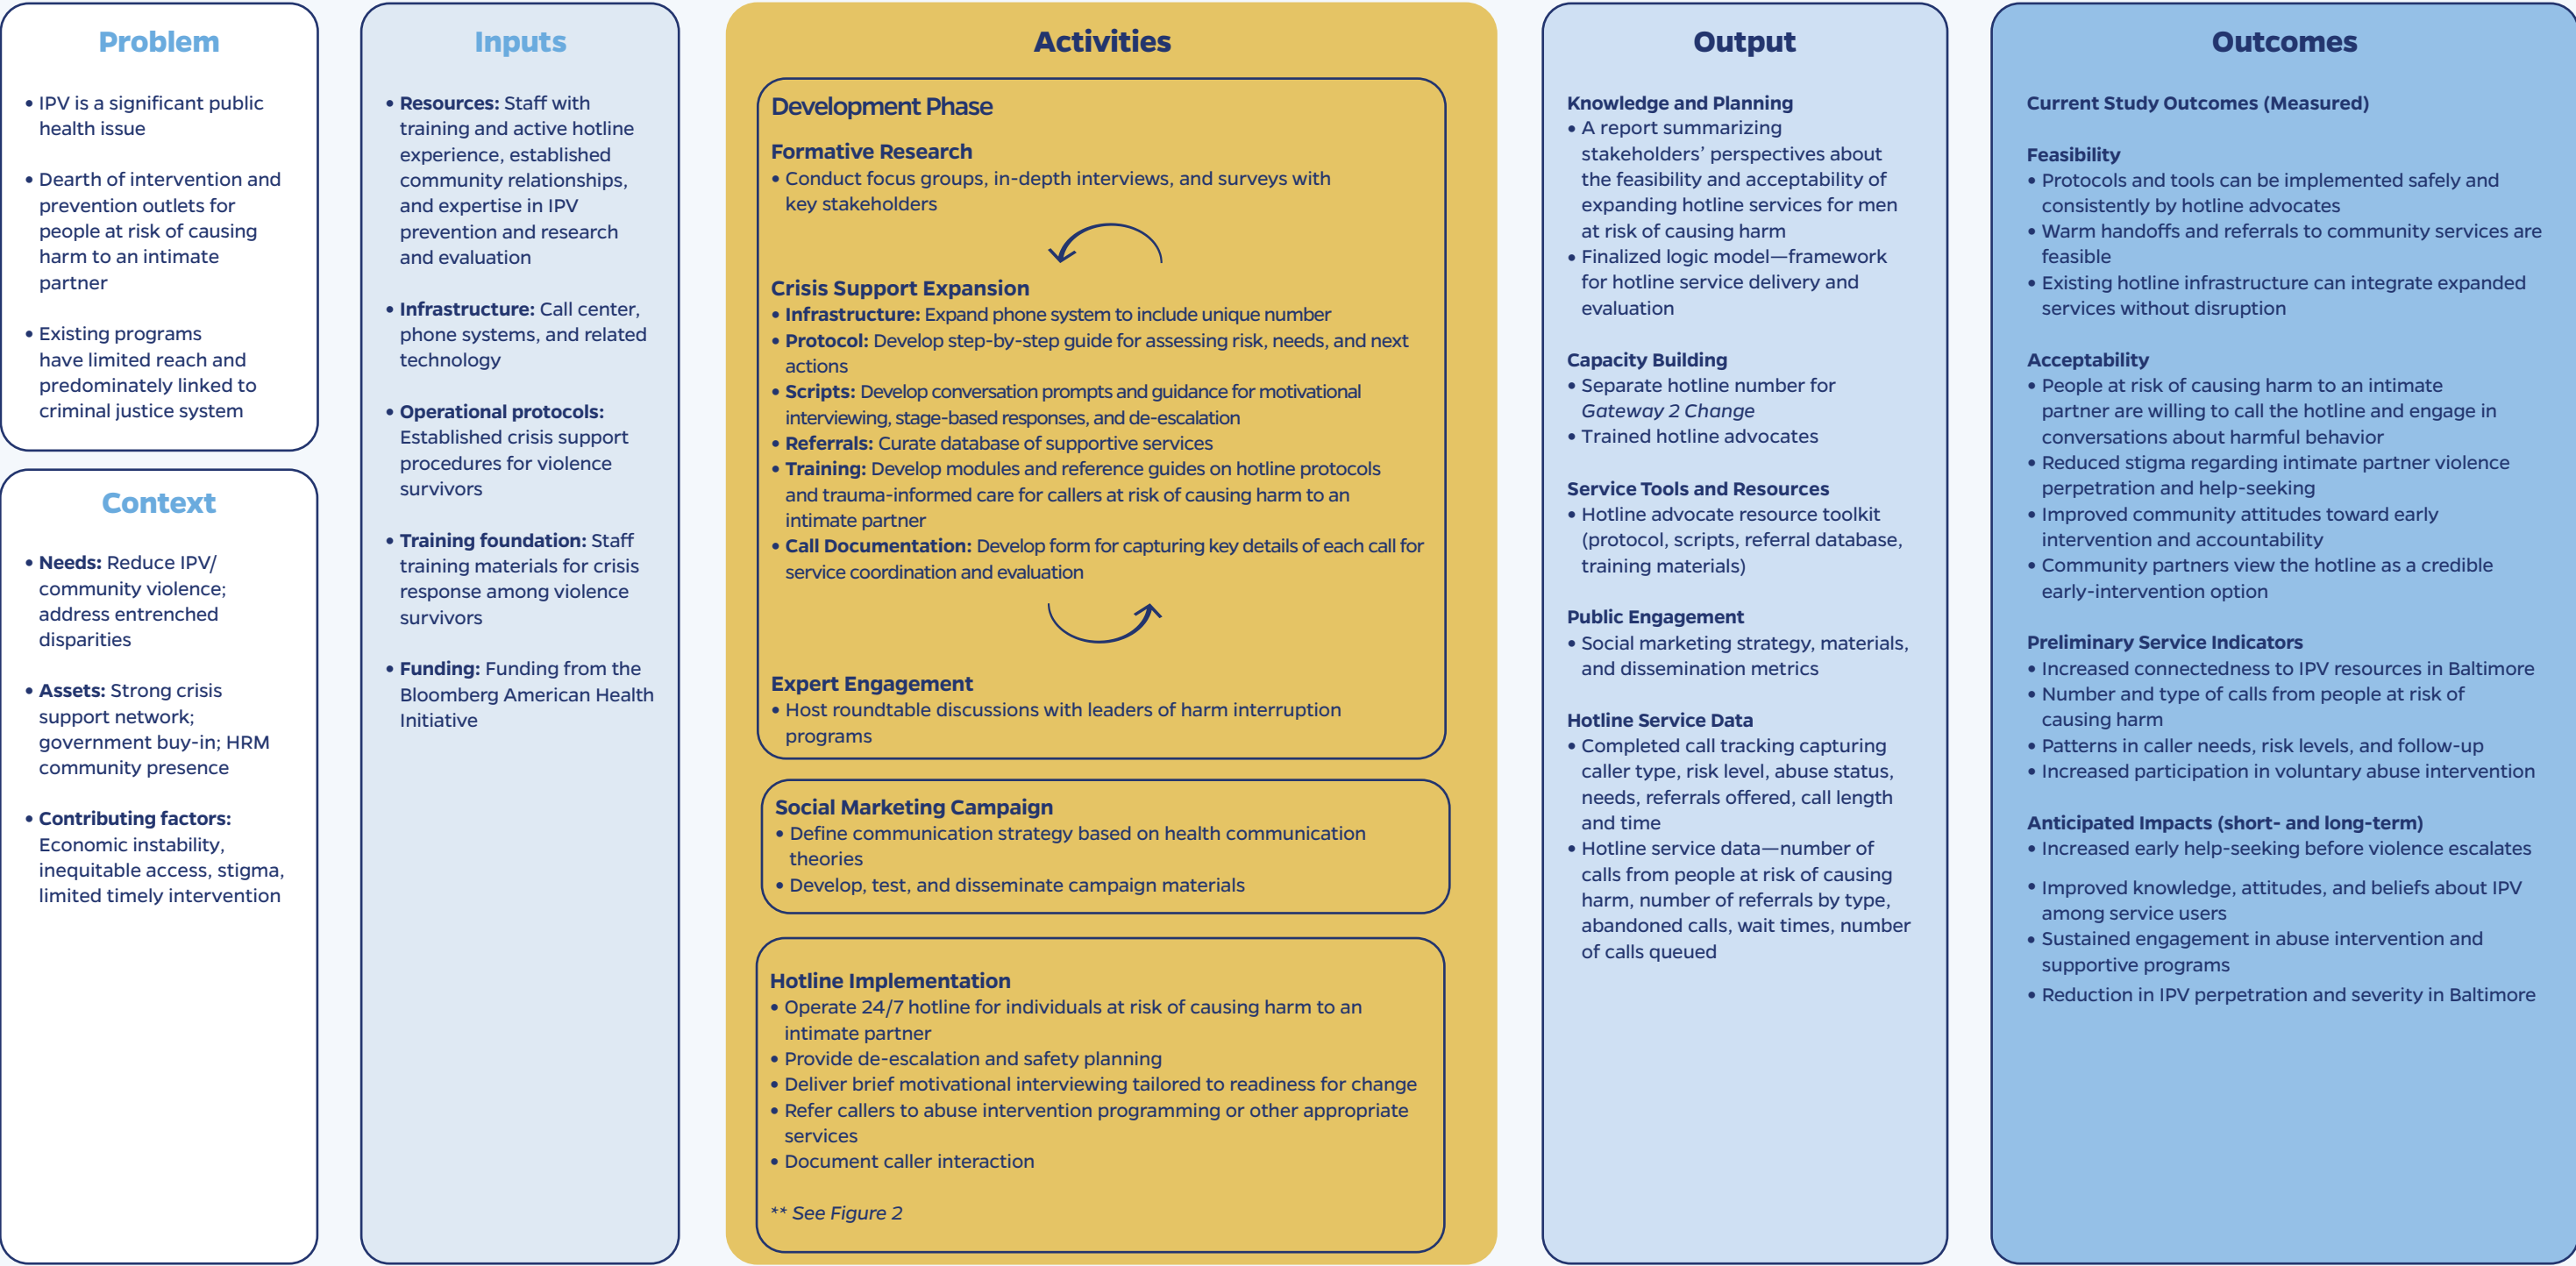 Problem
• IPV is a significant public
health issue
• Dearth of intervention and
prevention outlets for
people at risk of causing
harm to an intimate
partner
• Existing programs
have limited reach and
predominately linked to
criminal justice system
Context
• Needs: Reduce IPV/
community violence;
address entrenched
disparities
• Assets: Strong crisis
support network;
government buy-in; HRM
community presence
• Contributing factors:
Economic instability,
inequitable access, stigma,
limited timely intervention
Inputs
• Resources: Staff with
training and active hotline
experience, established
community relationships,
and expertise in IPV
prevention and research
and evaluation
• Infrastructure: Call center,
phone systems, and related
technology
• Operational protocols:
Established crisis support
procedures for violence
survivors
• Training foundation: Staff
training materials for crisis
response among violence
survivors
• Funding: Funding from the
Bloomberg American Health
Initiative
Activities
Development Phase
Formative Research
• Conduct focus groups, in-depth interviews, and surveys with
key stakeholders
Crisis Support Expansion
• Infrastructure: Expand phone system to include unique number
• Protocol: Develop step-by-step guide for assessing risk, needs, and next
actions
• Scripts: Develop conversation prompts and guidance for motivational
interviewing, stage-based responses, and de-escalation
• Referrals: Curate database of supportive services
• Training: Develop modules and reference guides on hotline protocols
and trauma-informed care for callers at risk of causing harm to an
intimate partner
• Call Documentation: Develop form for capturing key details of each call for
service coordination and evaluation
Expert Engagement
• Host roundtable discussions with leaders of harm interruption
programs
Social Marketing Campaign
• Define communication strategy based on health communication
theories
• Develop, test, and disseminate campaign materials
Hotline Implementation
• Operate 24/7 hotline for individuals at risk of causing harm to an
intimate partner
• Provide de-escalation and safety planning
• Deliver brief motivational interviewing tailored to readiness for change
• Refer callers to abuse intervention programming or other appropriate
services
• Document caller interaction
** See Figure 2
Output
Knowledge and Planning
• A report summarizing
stakeholders’ perspectives about
the feasibility and acceptability of
expanding hotline services for men
at risk of causing harm
• Finalized logic model—framework
for hotline service delivery and
evaluation
Capacity Building
• Separate hotline number for
Gateway 2 Change
• Trained hotline advocates
Service Tools and Resources
• Hotline advocate resource toolkit
(protocol, scripts, referral database,
training materials)
Public Engagement
• Social marketing strategy, materials,
and dissemination metrics
Hotline Service Data
• Completed call tracking capturing
caller type, risk level, abuse status,
needs, referrals offered, call length
and time
• Hotline service data—number of
calls from people at risk of causing
harm, number of referrals by type,
abandoned calls, wait times, number
of calls queued
Outcomes
Current Study Outcomes (Measured)
Feasibility
• Protocols and tools can be implemented safely and
consistently by hotline advocates
• Warm handoffs and referrals to community services are
feasible
• Existing hotline infrastructure can integrate expanded
services without disruption
Acceptability
• People at risk of causing harm to an intimate
partner are willing to call the hotline and engage in
conversations about harmful behavior
• Reduced stigma regarding intimate partner violence
perpetration and help-seeking
• Improved community attitudes toward early
intervention and accountability
• Community partners view the hotline as a credible
early-intervention option
Preliminary Service Indicators
• Increased connectedness to IPV resources in Baltimore
• Number and type of calls from people at risk of
causing harm
• Patterns in caller needs, risk levels, and follow-up
• Increased participation in voluntary abuse intervention
Anticipated Impacts (short- and long-term)
• Increased early help-seeking before violence escalates
• Improved knowledge, attitudes, and beliefs about IPV
among service users
• Sustained engagement in abuse intervention and
supportive programs
• Reduction in IPV perpetration and severity in Baltimore